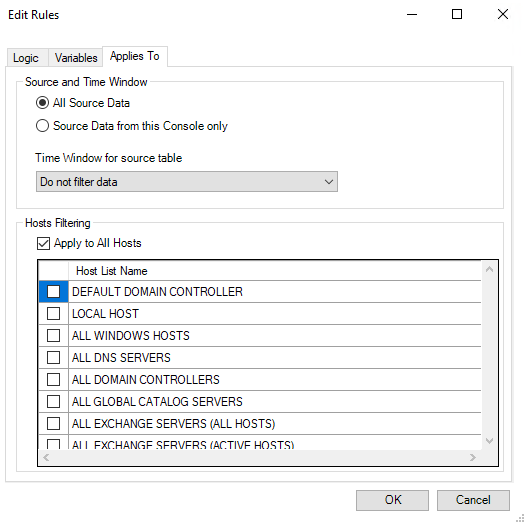 Edit Rules
Logic Variables Applies To
Source and Time Window
All Source Data
Source Data from this Console only
Time Window for source table
Do not filter data
Hosts Filtering
Apply to All Hosts
Host List Name
DEFAULT DOMAIN CONTROLLER
LOCAL HOST
ALL WINDOWS HOSTS
ALL DNS SERVERS
ALL DOMAIN CONTROLLERS
ALL GLOBAL CATALOG SERVERS
ALL EXCHANGE SERVERS (ALL HOSTS)
ALL EXCHANGE SERVERS (ACTIVE HOSTS)
OK Cancel